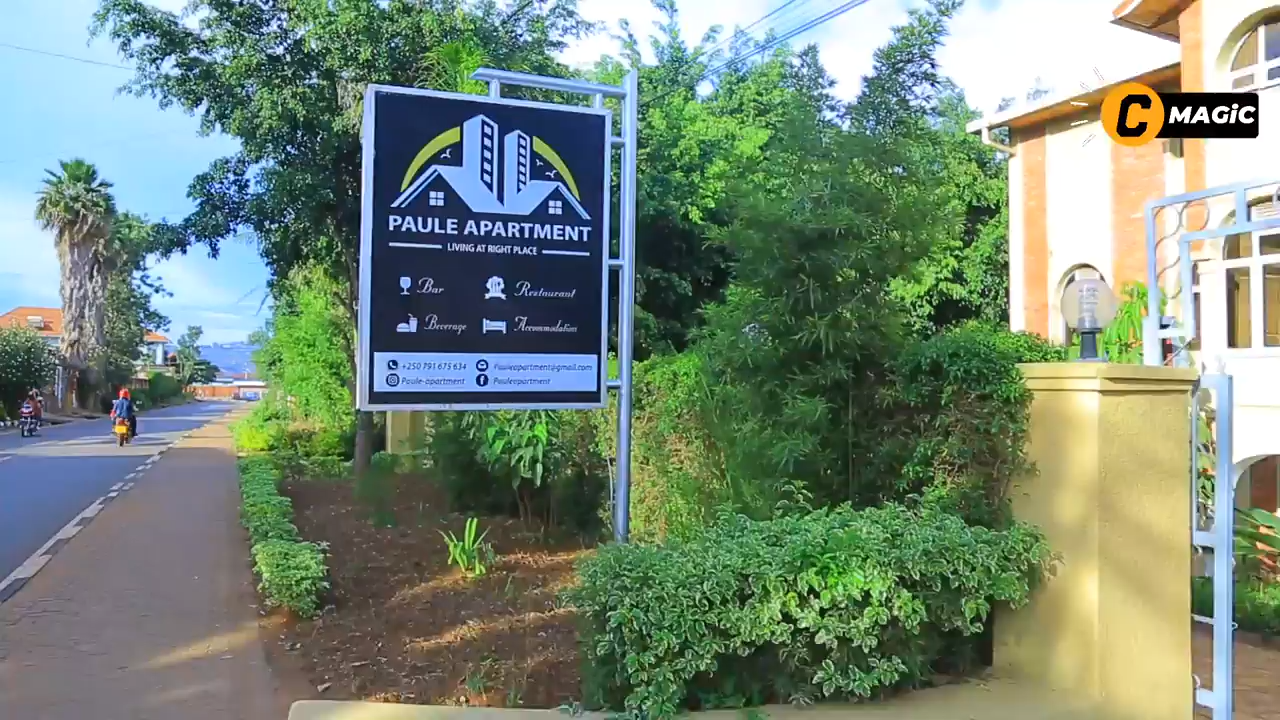 C MAGiC
PAULE APARTMENT
LIVING AT RIGHT PLACE
Bar
Restaurant
Beverage
Accommodation
+250 791 675 634
Pauleapartment@gmail.com
Paule-apartment
Pauleapartment